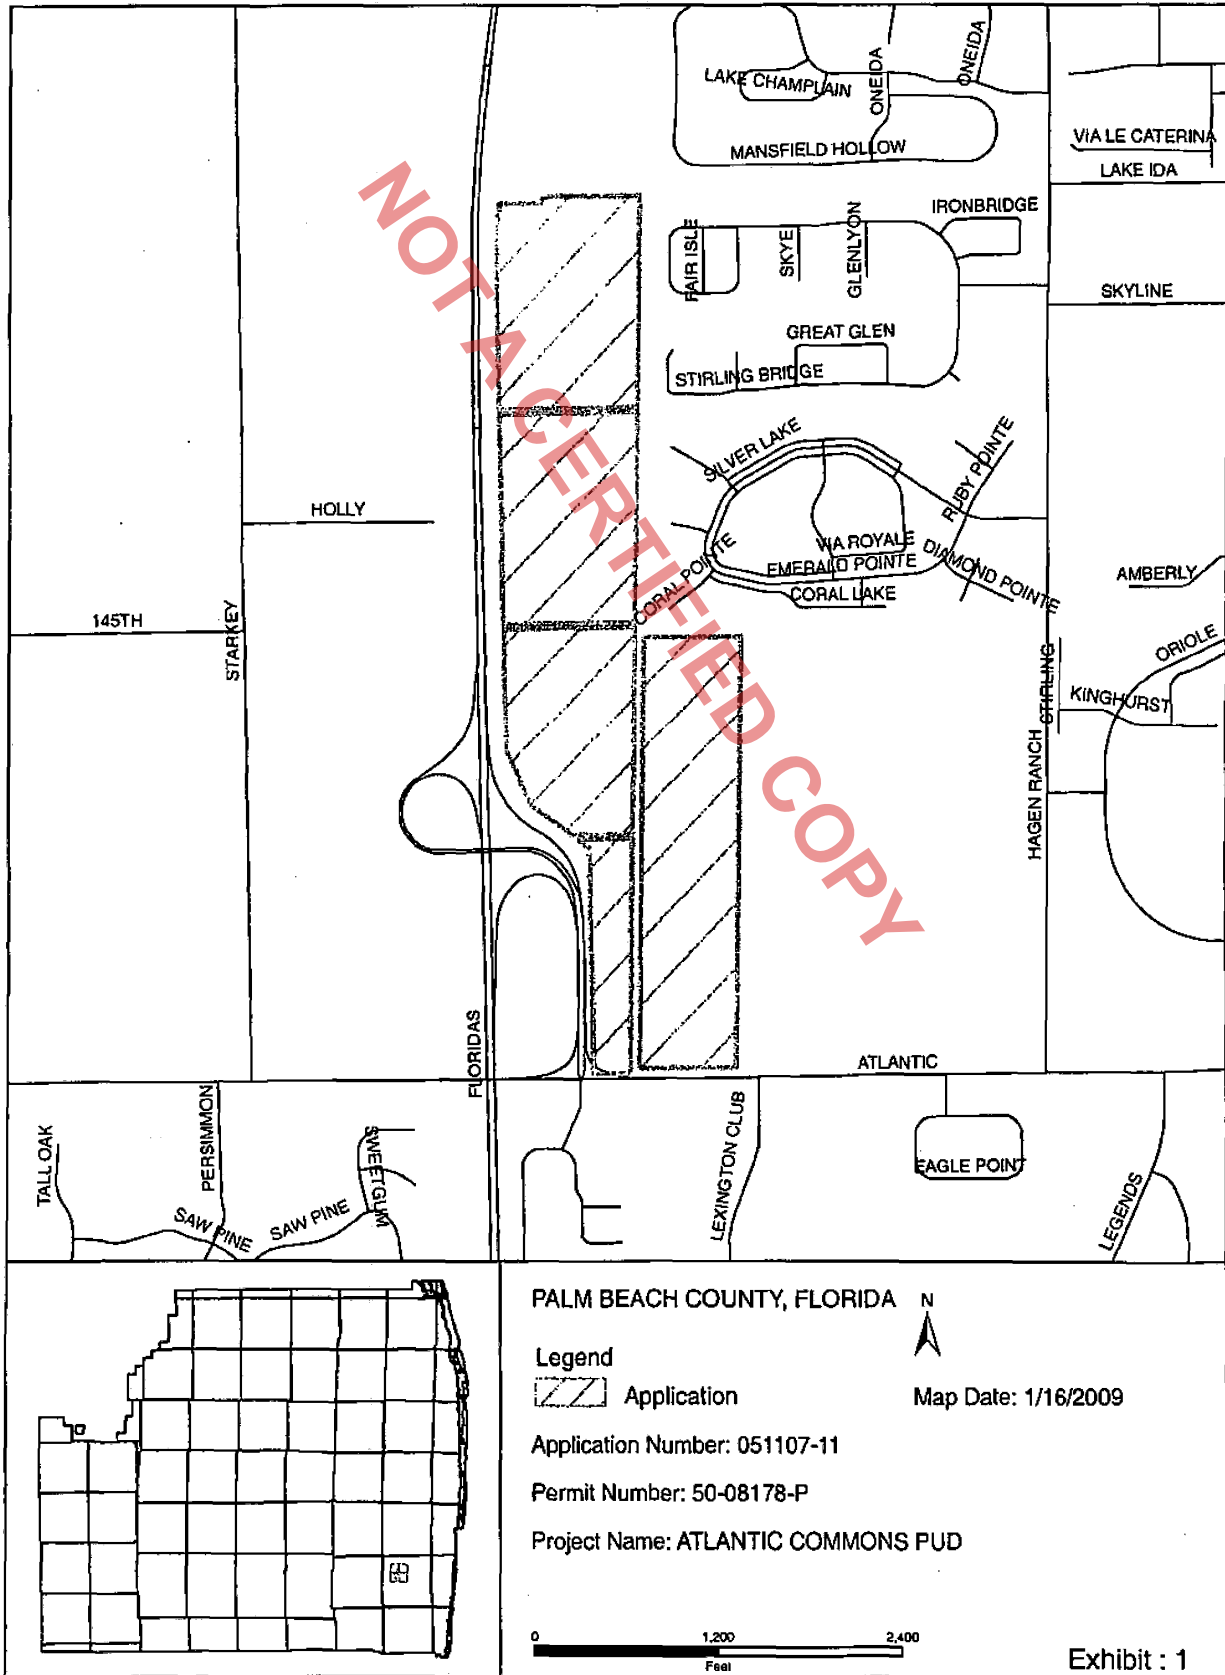 LAKE CHAMPLAIN
ONEIDA
ONEIDA
MANSFIELD HOLLOW
VIA LE CATERINA
LAKE IDA
IRONBRIDGE
FAIR ISLE
SKYE
GLENLYON
SKYLINE
GREAT GLEN
STIRLING BRIDGE
SILVER LAKE
RUBY POINTE
HOLLY
VIA ROYALE
EMERALD POINTE
DIAMOND POINTE
CORAL POINTE
CORAL LAKE
AMBERLY
145TH
STARKEY
ORIOLE
STIRLING
KINGHURST
HAGEN RANCH
NOT A CERTIFIED COPY
FLORIDAS
ATLANTIC
TALL OAK
PERSIMMON
SWEETGUM
SAW PINE
SAW PINE
LEXINGTON CLUB
EAGLE POINT
LEGENDS
PALM BEACH COUNTY, FLORIDA
N
Legend
Application
Map Date: 1/16/2009
Application Number: 051107-11
Permit Number: 50-08178-P
Project Name: ATLANTIC COMMONS PUD
0 1,200 2,400
Feet
Exhibit : 1